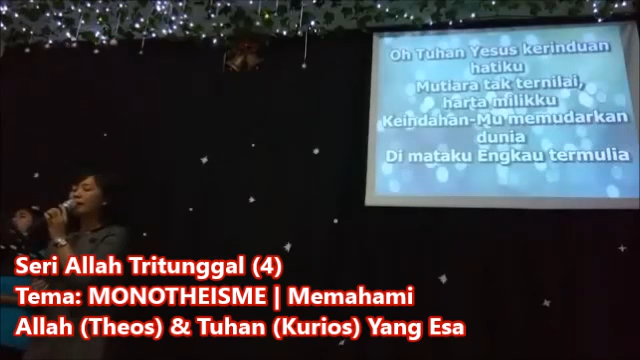 Oh Tuhan Yesus kerinduan
hatiku
Mutiara tak ternilai,
harta milikku
Keindahan-Mu memudarkan
dunia
Di mataku Engkau termulia
Seri Allah Tritunggal (4)
Tema: MONOTHEISME | Memahami
Allah (Theos) & Tuhan (Kurios) Yang Esa